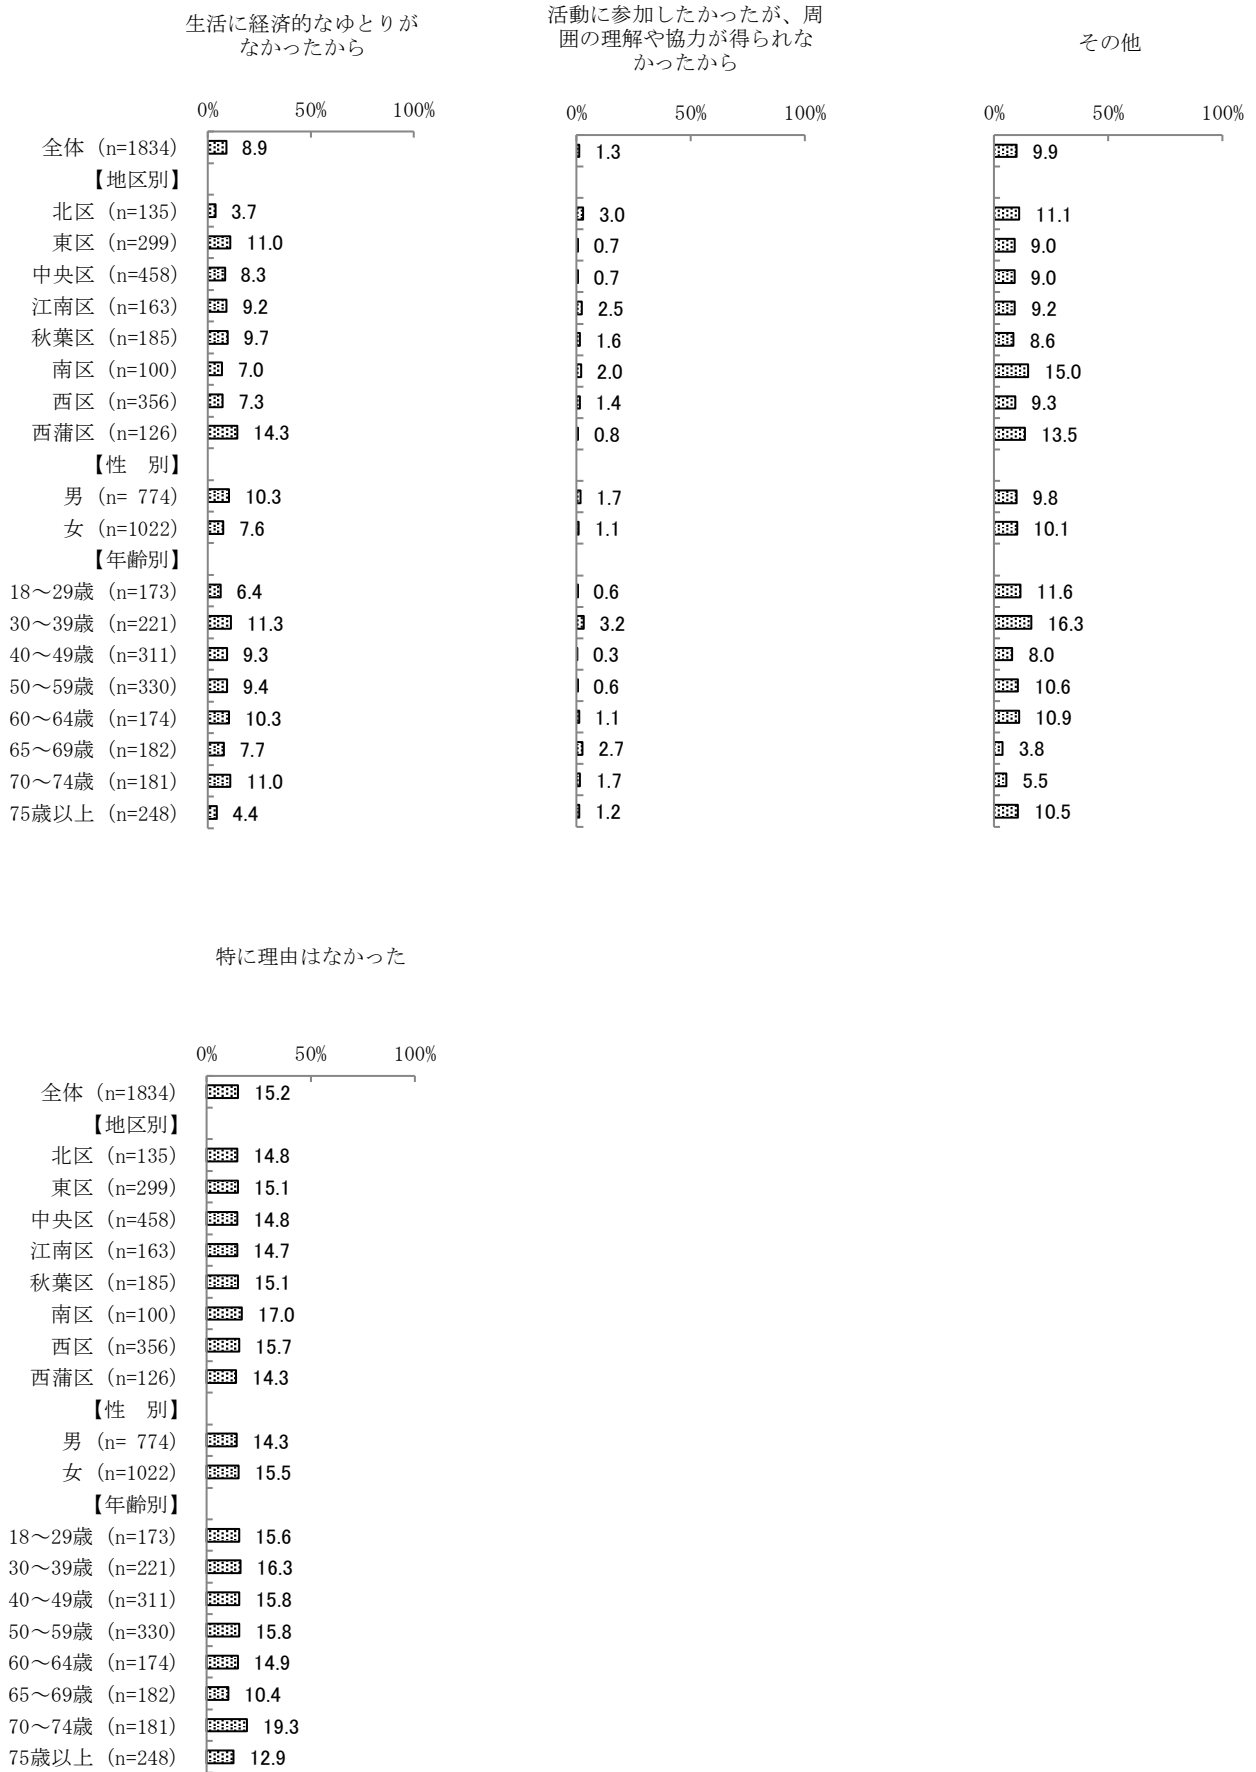 生活に経済的なゆとりが
なかったから
0% 50% 100%
全体 (n=1834) 8.9
【地区別】
北区 (n=135) 3.7
東区 (n=299) 11.0
中央区 (n=458) 8.3
江南区 (n=163) 9.2
秋葉区 (n=185) 9.7
南区 (n=100) 7.0
西区 (n=356) 7.3
西蒲区 (n=126) 14.3
【性　別】
男 (n= 774) 10.3
女 (n=1022) 7.6
【年齢別】
18～29歳 (n=173) 6.4
30～39歳 (n=221) 11.3
40～49歳 (n=311) 9.3
50～59歳 (n=330) 9.4
60～64歳 (n=174) 10.3
65～69歳 (n=182) 7.7
70～74歳 (n=181) 11.0
75歳以上 (n=248) 4.4
活動に参加したかったが、周
囲の理解や協力が得られな
かったから
0% 50% 100%
1.3
3.0
0.7
0.7
2.5
1.6
2.0
1.4
0.8
1.7
1.1
0.6
3.2
0.3
0.6
1.1
2.7
1.7
1.2
その他
0% 50% 100%
9.9
11.1
9.0
9.0
9.2
8.6
15.0
9.3
13.5
9.8
10.1
11.6
16.3
8.0
10.6
10.9
3.8
5.5
10.5
特に理由はなかった
0% 50% 100%
全体 (n=1834) 15.2
【地区別】
北区 (n=135) 14.8
東区 (n=299) 15.1
中央区 (n=458) 14.8
江南区 (n=163) 14.7
秋葉区 (n=185) 15.1
南区 (n=100) 17.0
西区 (n=356) 15.7
西蒲区 (n=126) 14.3
【性　別】
男 (n= 774) 14.3
女 (n=1022) 15.5
【年齢別】
18～29歳 (n=173) 15.6
30～39歳 (n=221) 16.3
40～49歳 (n=311) 15.8
50～59歳 (n=330) 15.8
60～64歳 (n=174) 14.9
65～69歳 (n=182) 10.4
70～74歳 (n=181) 19.3
75歳以上 (n=248) 12.9